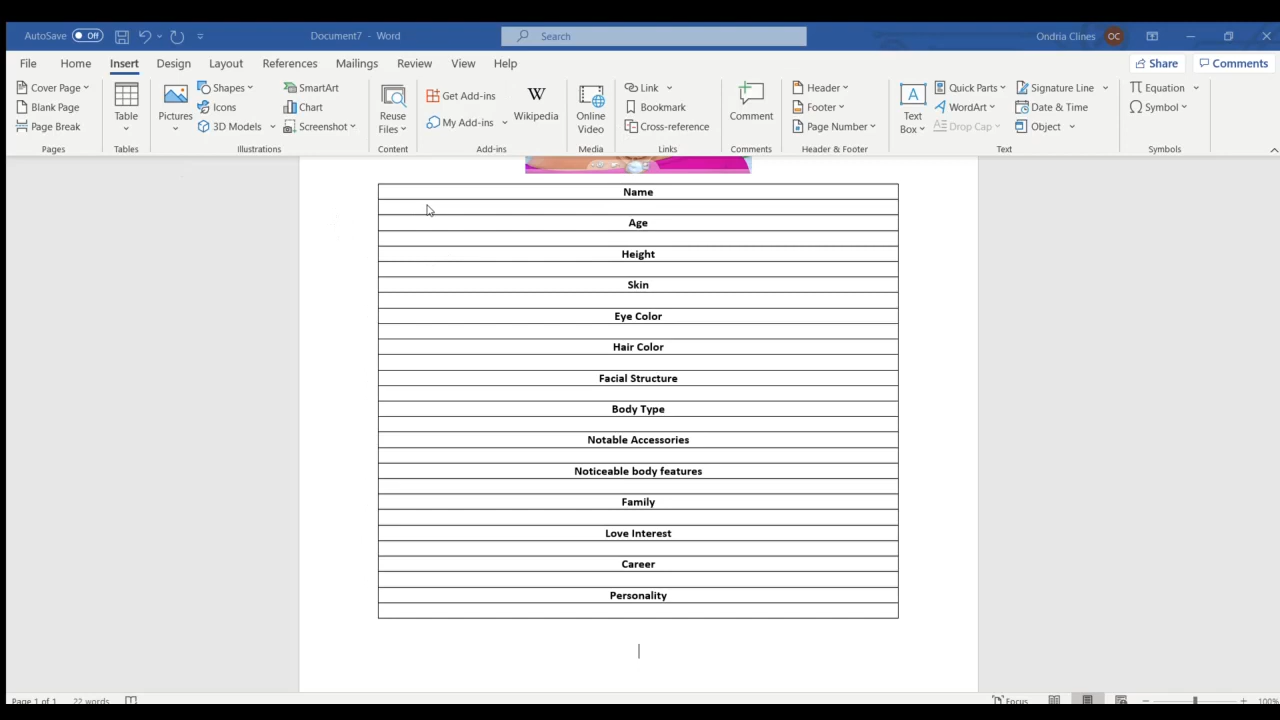 AutoSave Off Document7 - Word Search Ondria Clines OC
File Home Insert Design Layout References Mailings Review View Help Share Comments
Cover Page
Blank Page
Page Break
Pages
Table
Tables
Pictures
Shapes
Icons
3D Models
SmartArt
Chart
Screenshot
Illustrations
Reuse
Files
Content
Get Add-ins
My Add-ins
W
Wikipedia
Add-ins
Online
Video
Media
Link
Bookmark
Cross-reference
Links
Comment
Comments
Header
Footer
Page Number
Header & Footer
A
Text
Box
Quick Parts
WordArt
Drop Cap
Signature Line
Date & Time
Object
Text
Equation
Symbol
Symbols
Name
Age
Height
Skin
Eye Color
Hair Color
Facial Structure
Body Type
Notable Accessories
Noticeable body features
Family
Love Interest
Career
Personality
Page 1 of 1 22 words Focus 100%